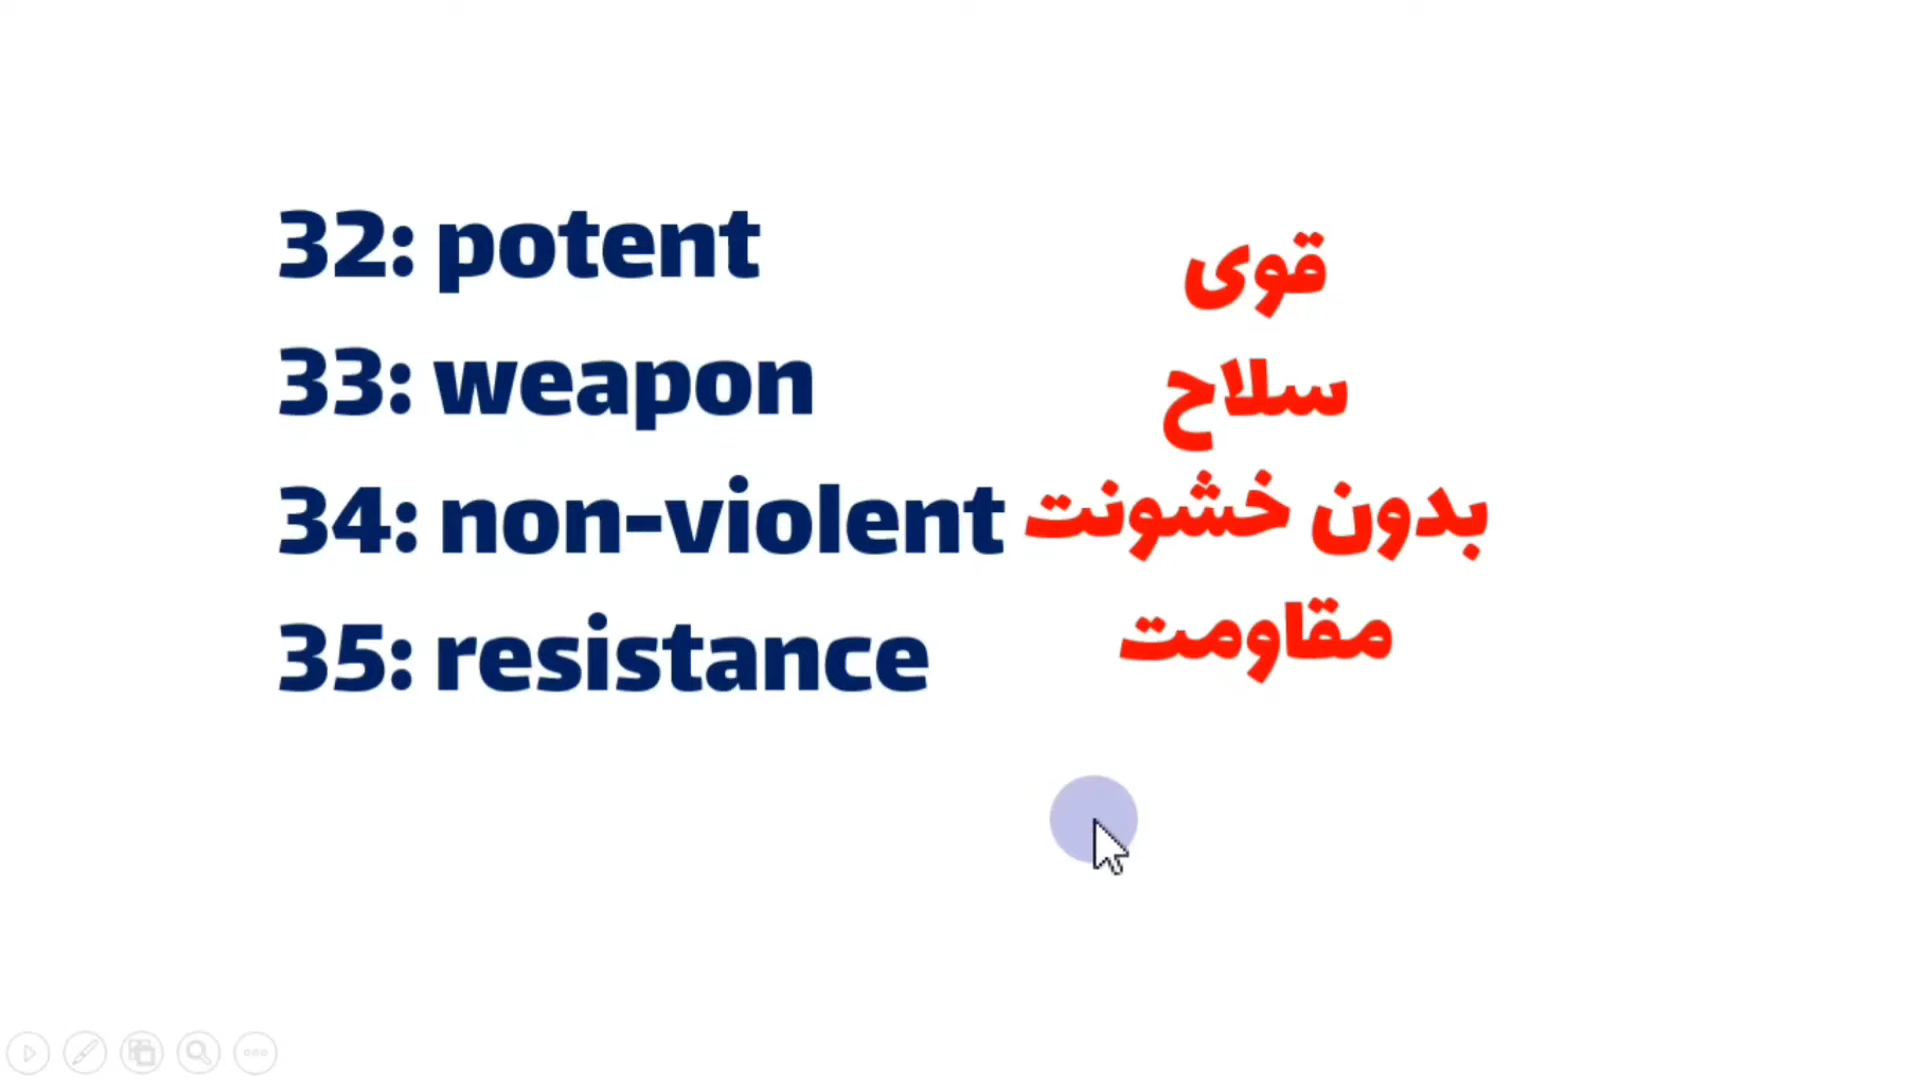 32: potent قوی
33: weapon سلاح
34: non-violent بدون خشونت
35: resistance مقاومت